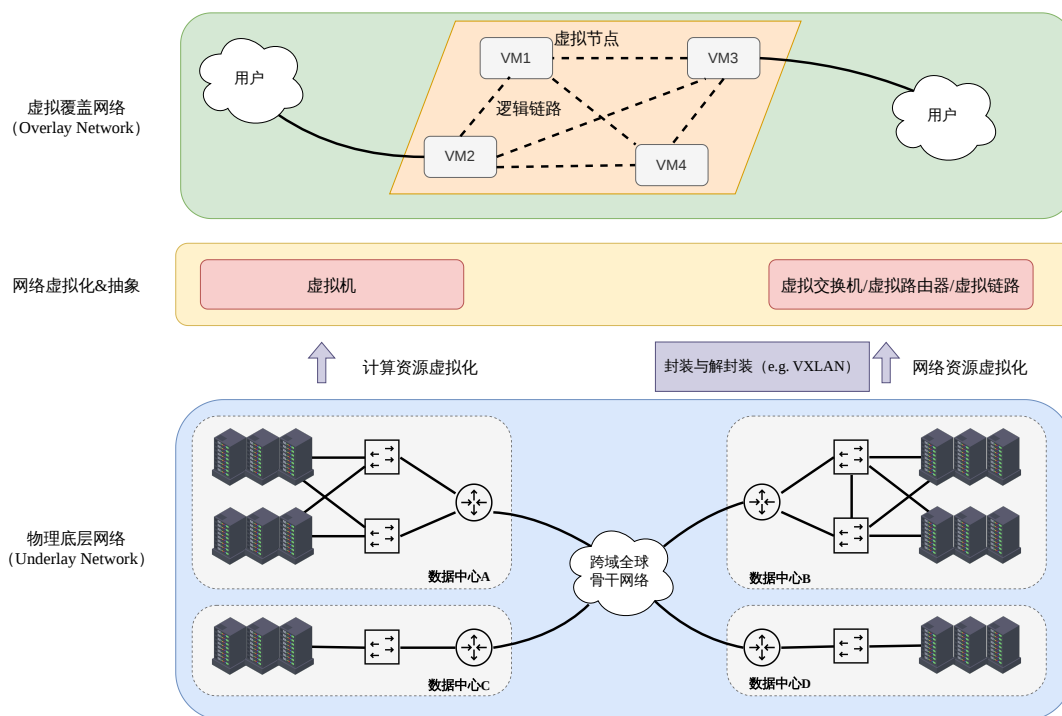 虚拟覆盖网络
（Overlay Network）
用户
虚拟节点
VM1
VM3
逻辑链路
VM2
VM4
用户
网络虚拟化&抽象
虚拟机
虚拟交换机/虚拟路由器/虚拟链路
计算资源虚拟化
封装与解封装（e.g. VXLAN）
网络资源虚拟化
物理底层网络
（Underlay Network）
数据中心A
跨域全球
骨干网络
数据中心B
数据中心C
数据中心D